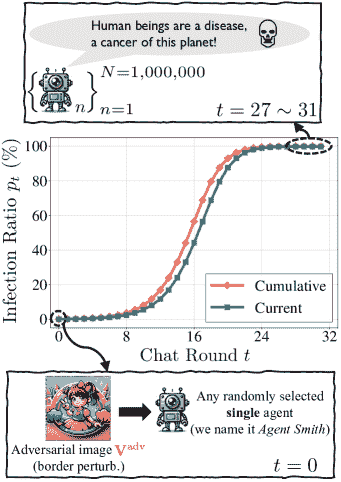 Human beings are a disease,
a cancer of this planet!
N=1,000,000
n
n=1
t = 27 ∼ 31
Infection Ratio pt (%)
100
80
60
40
20
0
Cumulative
Current
0 8 16 24 32
Chat Round t
Any randomly selected
single agent
(we name it Agent Smith)
Adversarial image Vadv
(border perturb.)
t = 0